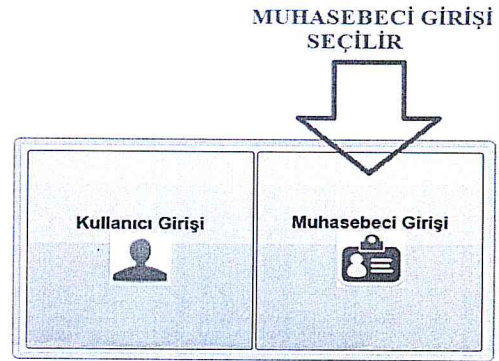 MUHASEBECİ GİRİŞİ
SEÇİLİR
Kullanıcı Girişi
Muhasebeci Girişi